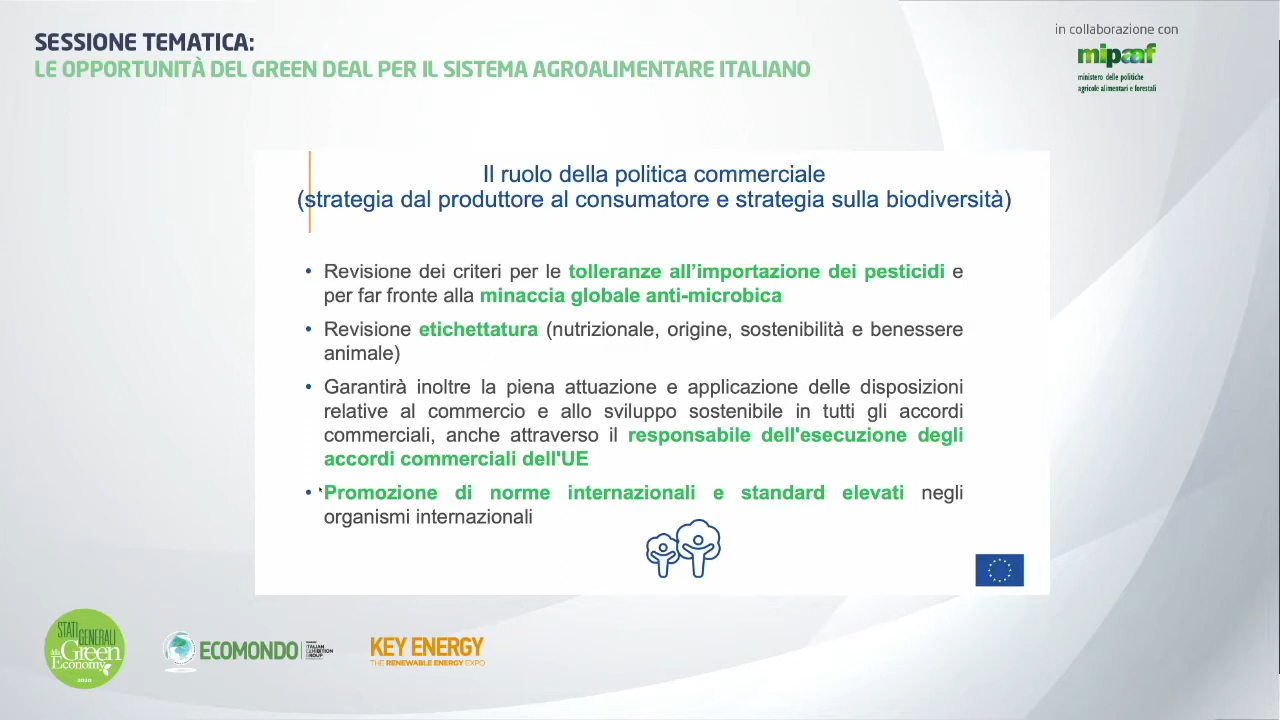 SESSIONE TEMATICA:
LE OPPORTUNITÀ DEL GREEN DEAL PER IL SISTEMA AGROALIMENTARE ITALIANO
in collaborazione con
mipaaf
ministero delle politiche
agricole alimentari e forestali
Il ruolo della politica commerciale
(strategia dal produttore al consumatore e strategia sulla biodiversità)
• Revisione dei criteri per le tolleranze all’importazione dei pesticidi e
per far fronte alla minaccia globale anti-microbica
• Revisione etichettatura (nutrizionale, origine, sostenibilità e benessere
animale)
• Garantirà inoltre la piena attuazione e applicazione delle disposizioni
relative al commercio e allo sviluppo sostenibile in tutti gli accordi
commerciali, anche attraverso il responsabile dell'esecuzione degli
accordi commerciali dell'UE
• Promozione di norme internazionali e standard elevati negli
organismi internazionali
STATI
GENERALI
della Green
Economy
2020
ECOMONDO
ITALIAN
EXHIBITION
GROUP
KEY ENERGY
THE RENEWABLE ENERGY EXPO